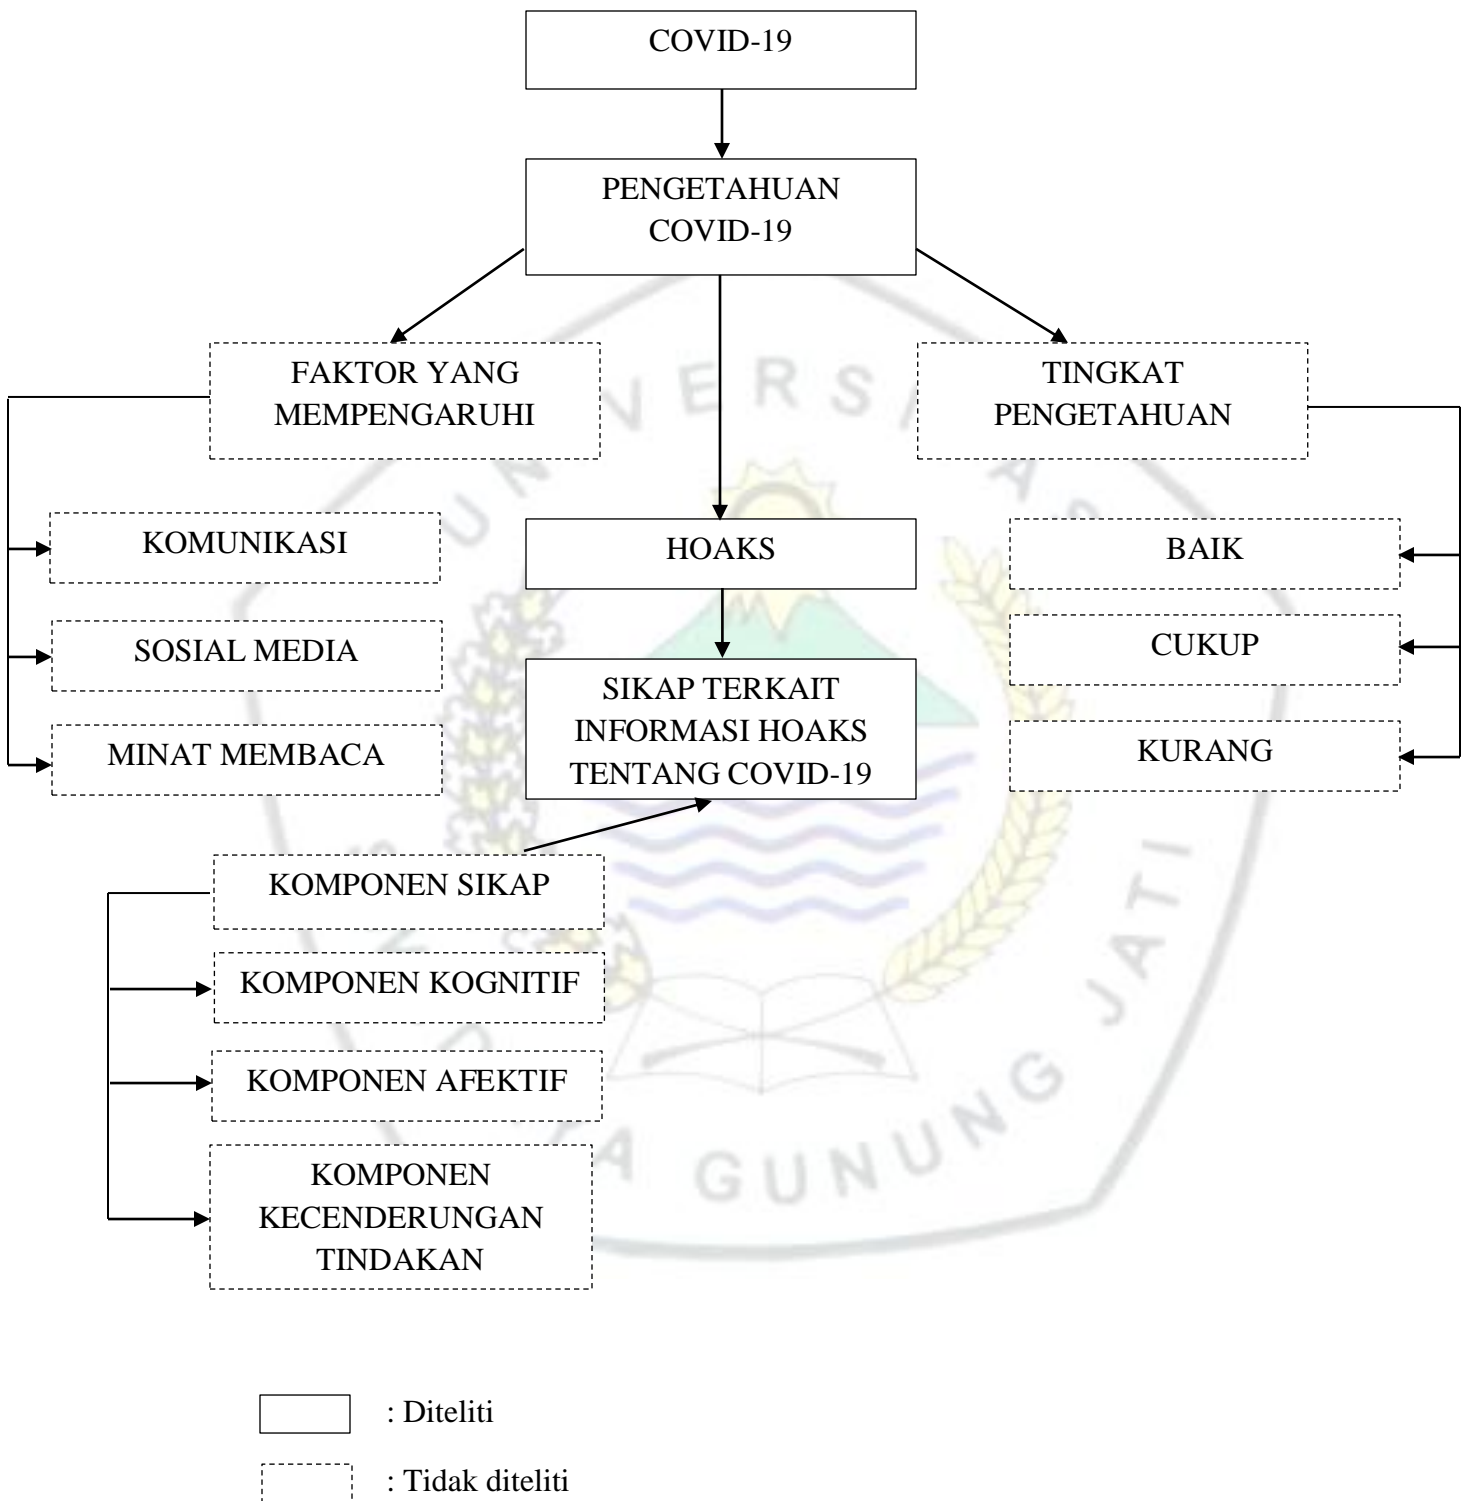 COVID-19
PENGETAHUAN
COVID-19
FAKTOR YANG
MEMPENGARUHI
TINGKAT
PENGETAHUAN
KOMUNIKASI
HOAKS
BAIK
SOSIAL MEDIA
CUKUP
SIKAP TERKAIT
INFORMASI HOAKS
TENTANG COVID-19
MINAT MEMBACA
KURANG
KOMPONEN SIKAP
KOMPONEN KOGNITIF
KOMPONEN AFEKTIF
KOMPONEN
KECENDERUNGAN
TINDAKAN
: Diteliti
: Tidak diteliti
GUNUNG JATI